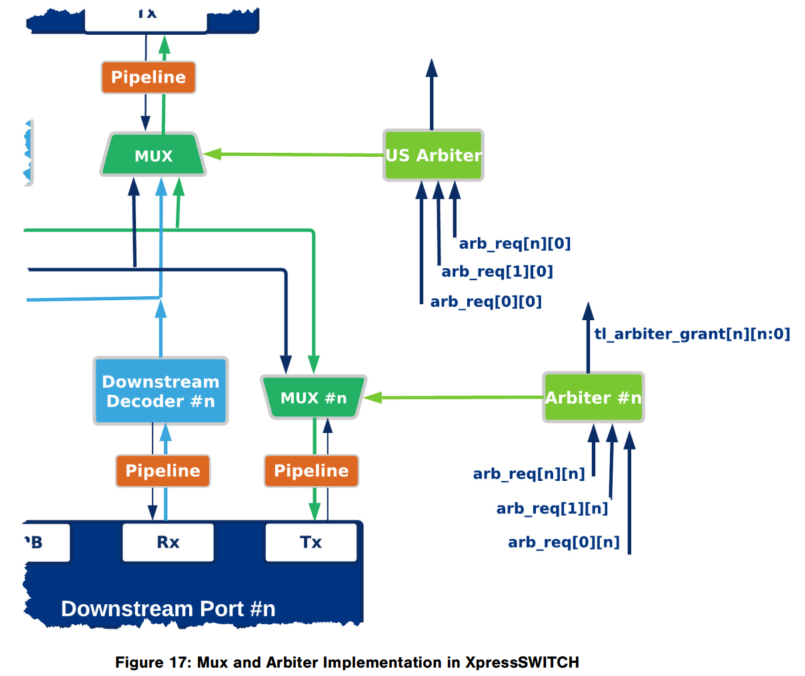 Tx
Pipeline
MUX
US Arbiter
arb_req[n][0]
arb_req[1][0]
arb_req[0][0]
tl_arbiter_grant[n][n:0]
Downstream
Decoder #n
MUX #n
Arbiter #n
Pipeline
Pipeline
arb_req[n][n]
arb_req[1][n]
arb_req[0][n]
Rx
Tx
Downstream Port #n
Figure 17: Mux and Arbiter Implementation in XpressSWITCH